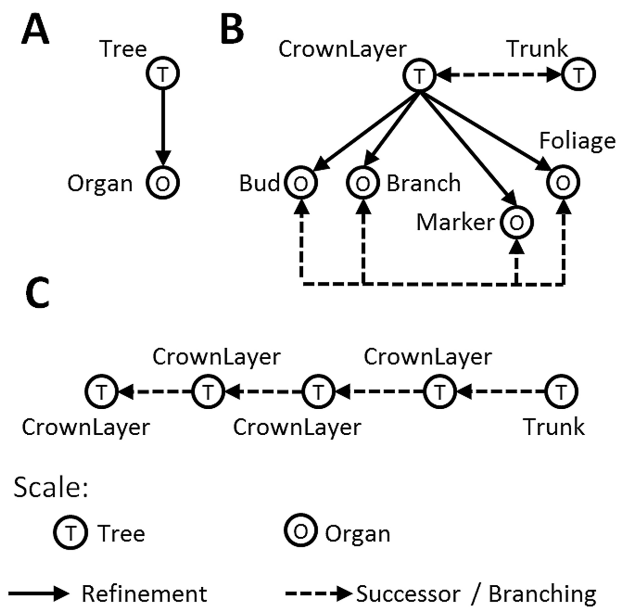 A
Tree
T
Organ
O
B
CrownLayer
Trunk
T
T
Foliage
Bud
O
O
Branch
O
Marker
O
C
CrownLayer
CrownLayer
T
T
T
T
T
CrownLayer
CrownLayer
Trunk
Scale:
T Tree
O Organ
Refinement
Successor / Branching